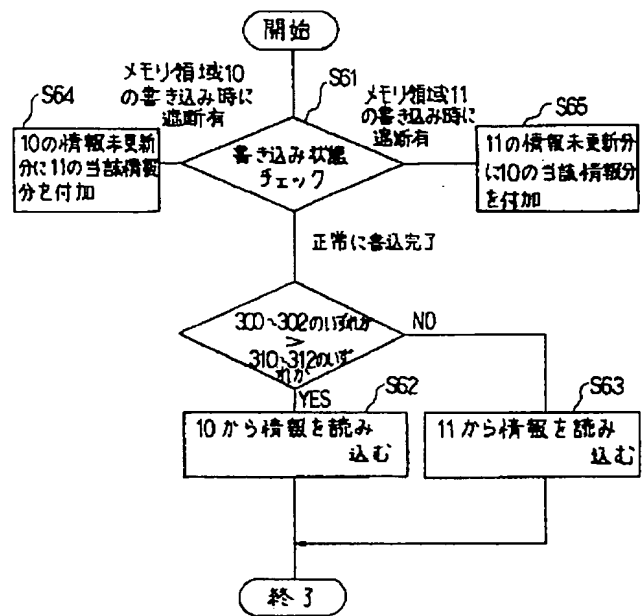 開始
メモリ領域10
の書き込み時に
遮断有
S61
メモリ領域11
の書き込み時に
遮断有
S64
S65
10の情報未更新
分に11の当該情報
分を付加
書き込み状態
チェック
11の情報未更新分
に10の当該情報分
を付加
正常に書込完了
300~302のいずれか
>
310~312のいず
れか
NO
YES
S62
S63
10から情報を読み
込む
11から情報を読み
込む
終了